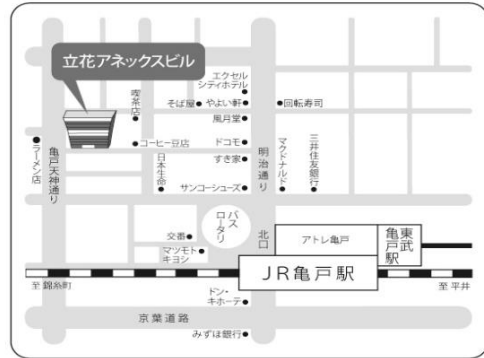 立花アネックスビル
エクセル
シティホテル
喫茶店
そば屋
やよい軒
回転寿司
風月堂
コーヒー豆店
ドコモ
ラーメン店
亀戸天神通り
日本生命
すき家
明治通り
マクドナルド
三井住友銀行
サンコーシューズ
バス
ロータリー
北口
交番
マツモト
キヨシ
アトレ亀戸
東武
亀戸駅
JR亀戸駅
至 錦糸町
至 平井
ドン・
キホーテ
京葉道路
みずほ銀行